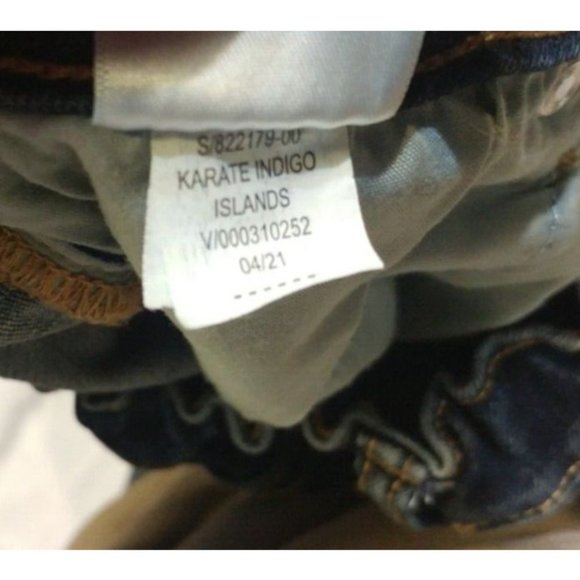 S/822179-00
KARATE INDIGO
ISLANDS
V/000310252
04/21
------